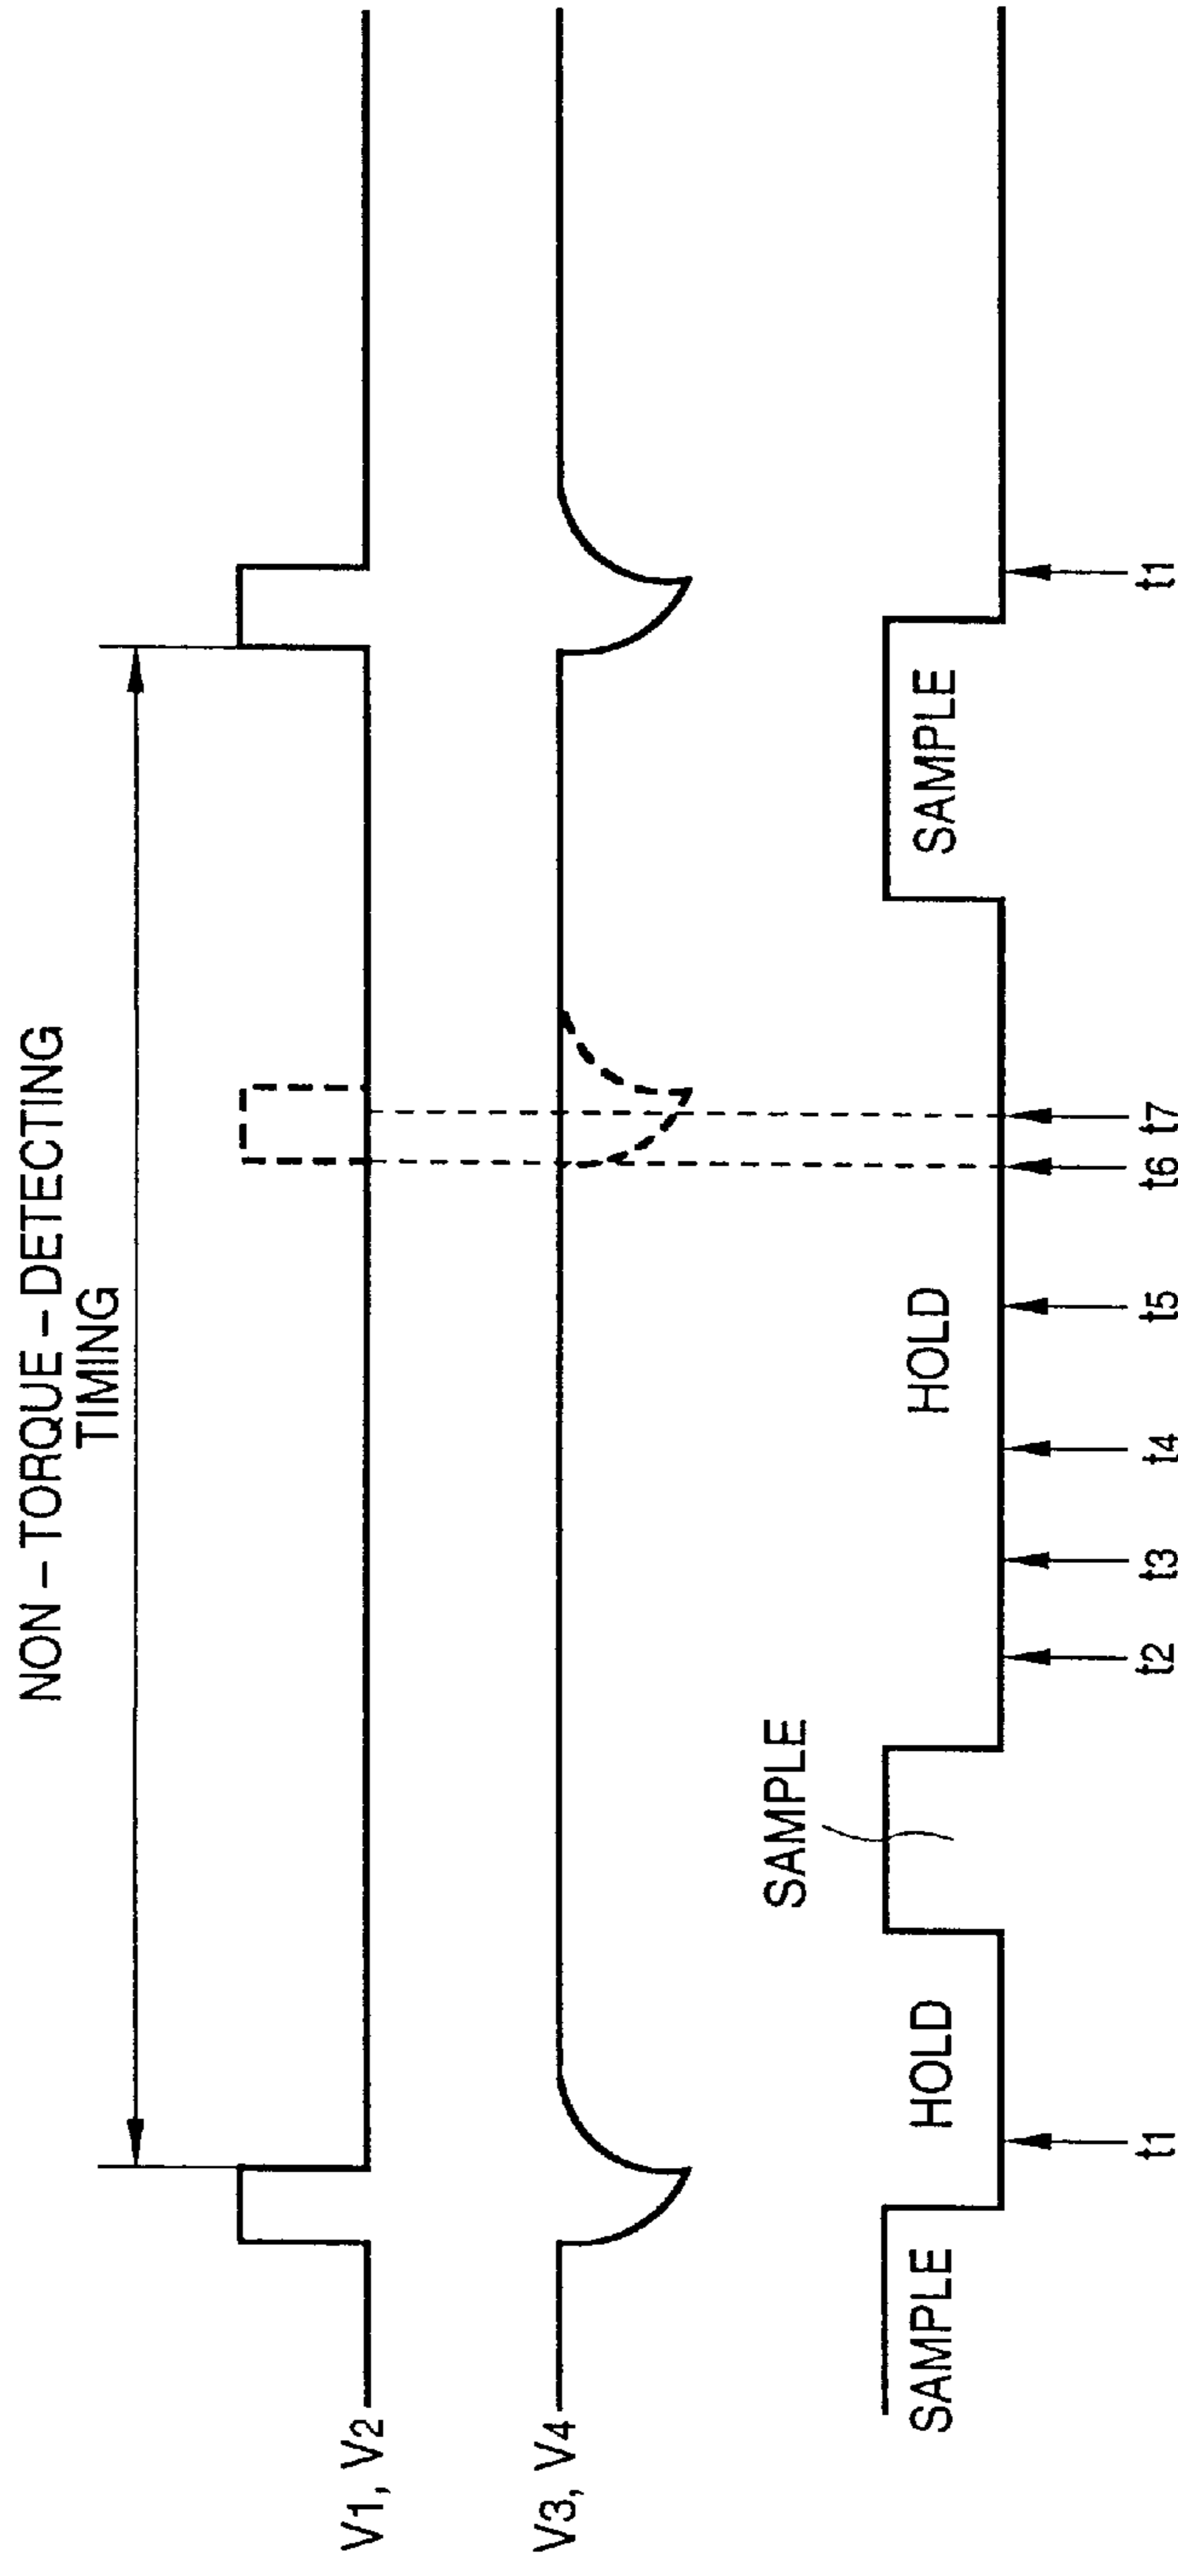 NON – TORQUE – DETECTING
TIMING
V1, V2
V3, V4
SAMPLE
HOLD
SAMPLE
HOLD
SAMPLE
t1
t2
t3
t4
t5
t6
t7
t1